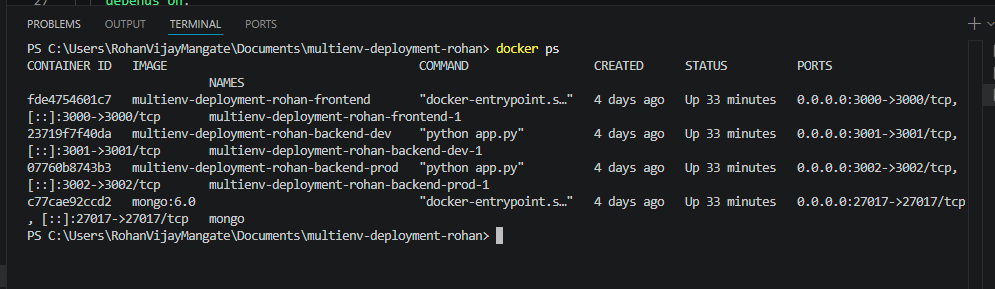 27 depends_on:
PROBLEMS OUTPUT TERMINAL PORTS
PS C:\Users\RohanVijayMangate\Documents\multienv-deployment-rohan> docker ps
CONTAINER ID IMAGE COMMAND CREATED STATUS PORTS
NAMES
fde4754601c7 multienv-deployment-rohan-frontend "docker-entrypoint.s…" 4 days ago Up 33 minutes 0.0.0.0:3000->3000/tcp,
[::]:3000->3000/tcp multienv-deployment-rohan-frontend-1
23719f7f40da multienv-deployment-rohan-backend-dev "python app.py" 4 days ago Up 33 minutes 0.0.0.0:3001->3001/tcp,
[::]:3001->3001/tcp multienv-deployment-rohan-backend-dev-1
07760b8743b3 multienv-deployment-rohan-backend-prod "python app.py" 4 days ago Up 33 minutes 0.0.0.0:3002->3002/tcp,
[::]:3002->3002/tcp multienv-deployment-rohan-backend-prod-1
c77cae92ccd2 mongo:6.0 "docker-entrypoint.s…" 4 days ago Up 33 minutes 0.0.0.0:27017->27017/tcp
, [::]:27017->27017/tcp mongo
PS C:\Users\RohanVijayMangate\Documents\multienv-deployment-rohan>